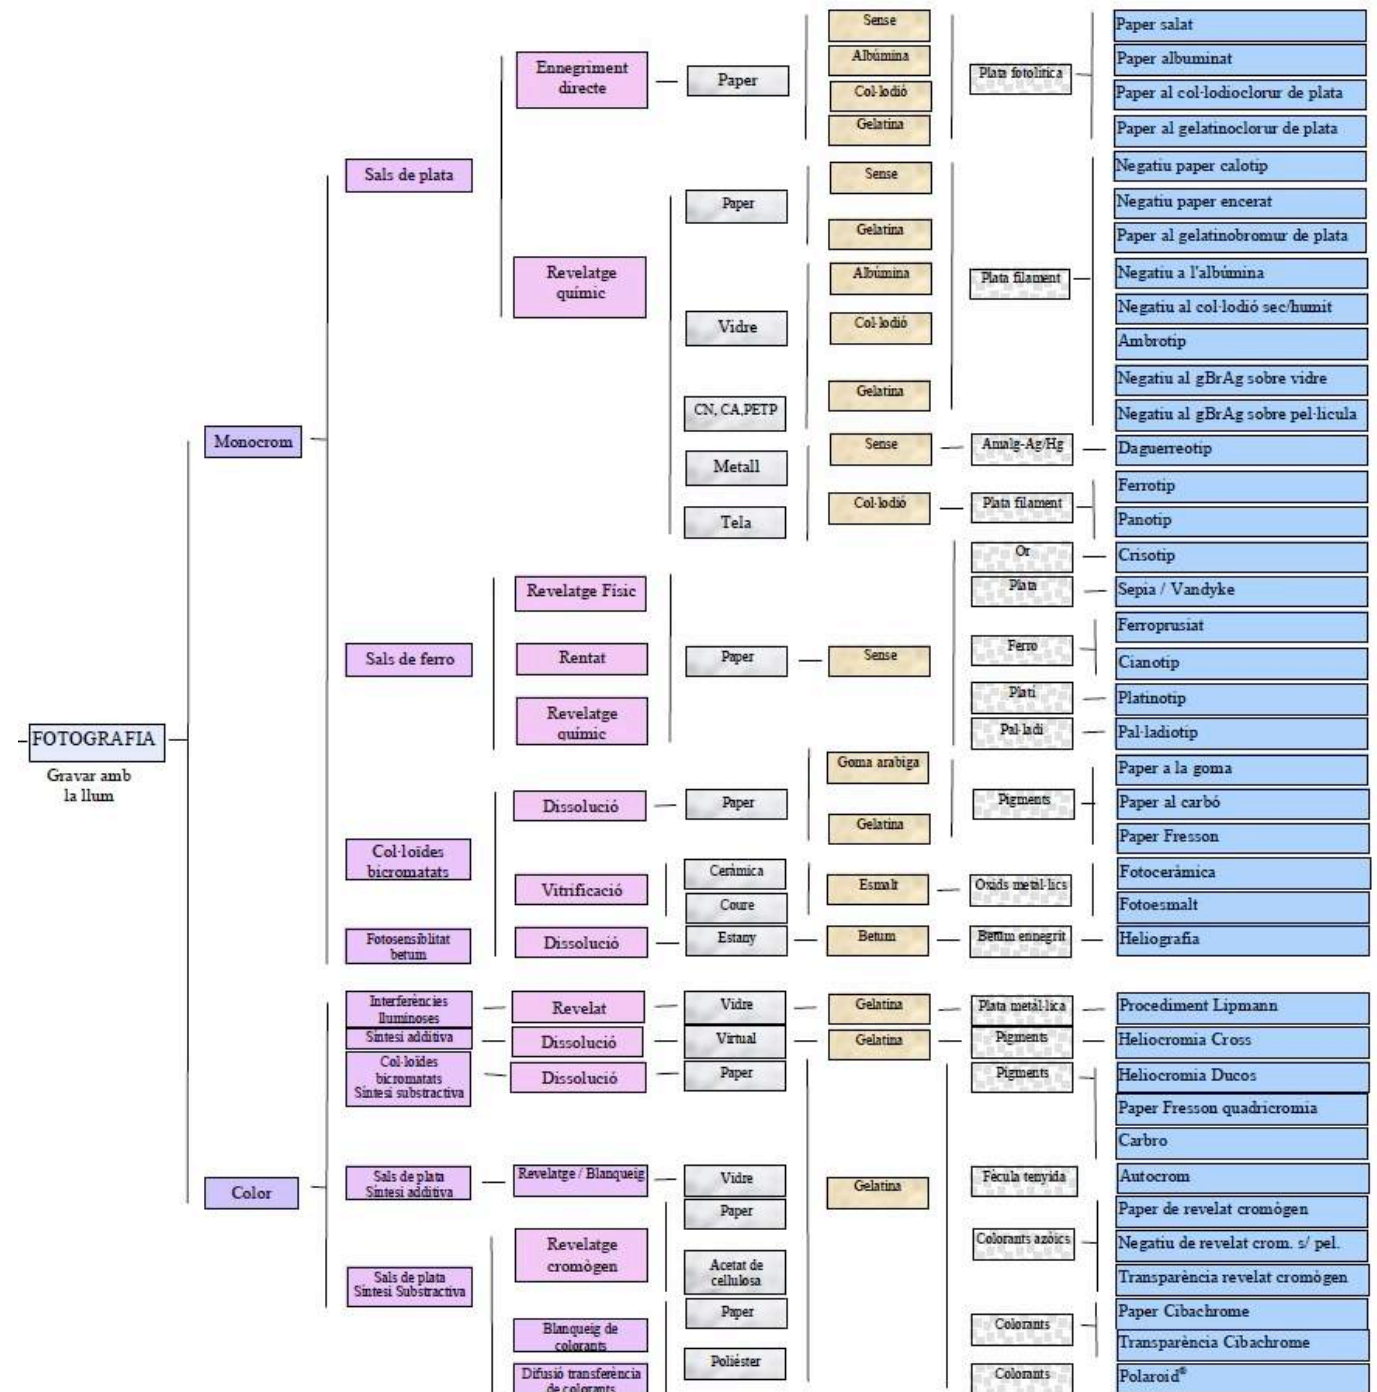 FOTOGRAFIA
Gravar amb
la llum
Monocrom
Color
Sals de plata
Sals de ferro
Col·loides
bicromatats
Fotosensiblitat
betum
Interferències
lluminoses
Síntesi additiva
Col·loïdes
bicromatats
Síntesi substractiva
Sals de plata
Síntesi additiva
Sals de plata
Síntesi Substractiva
Ennegriment
directe
Revelatge
químic
Revelatge Físic
Rentat
Revelatge
químic
Dissolució
Vitrificació
Dissolució
Revelat
Dissolució
Dissolució
Revelatge / Blanqueig
Revelatge
cromògen
Blanqueig de
colorants
Difusió transferència
de colorants
Paper
Paper
Vidre
CN, CA,PETP
Metall
Tela
Paper
Paper
Ceràmica
Coure
Estany
Vidre
Virtual
Paper
Vidre
Paper
Acetat de
cellulosa
Paper
Poliéster
Sense
Albúmina
Col·lodió
Gelatina
Sense
Gelatina
Albúmina
Col·lodió
Gelatina
Sense
Col·lodió
Sense
Goma arabiga
Gelatina
Esmalt
Betum
Gelatina
Gelatina
Gelatina
Plata fotolítica
Plata filament
Amalg-Ag/Hg
Plata filament
Or
Plata
Ferro
Platí
Pal·ladi
Pigments
Oxids metàl·lics
Betum ennegrit
Plata metàl·lica
Pigments
Pigments
Fècula tenyida
Colorants azòics
Colorants
Colorants
Paper salat
Paper albuminat
Paper al col·lodioclorur de plata
Paper al gelatinoclorur de plata
Negatiu paper calotip
Negatiu paper encerat
Paper al gelatinobromur de plata
Negatiu a l'albúmina
Negatiu al col·lodió sec/humit
Ambrotip
Negatiu al gBrAg sobre vidre
Negatiu al gBrAg sobre pel·licula
Daguerreotip
Ferrotip
Panotip
Crisotip
Sepia / Vandyke
Ferroprusiat
Cianotip
Platinotip
Pal·ladiotip
Paper a la goma
Paper al carbó
Paper Fresson
Fotoceràmica
Fotoesmalt
Heliografia
Procediment Lipmann
Heliocromia Cross
Heliocromia Ducos
Paper Fresson quadricromia
Carbro
Autocrom
Paper de revelat cromògen
Negatiu de revelat crom. s/ pel.
Transparència revelat cromògen
Paper Cibachrome
Transparència Cibachrome
Polaroid®